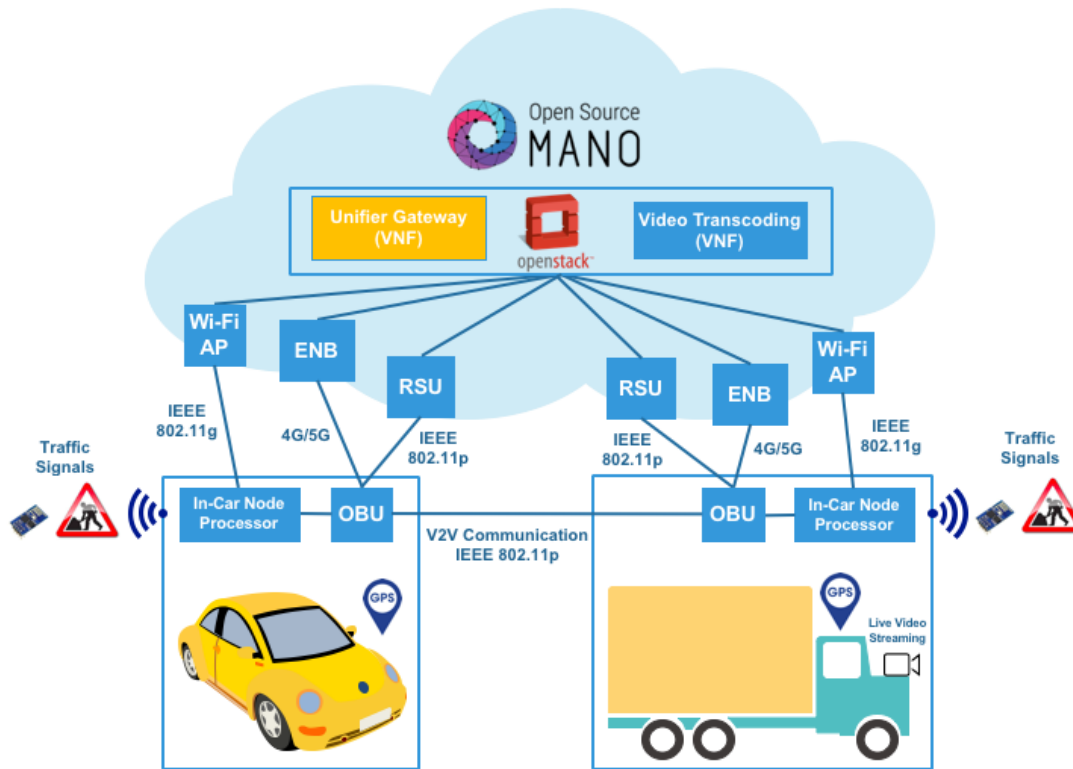 Open Source
MANO
Unifier Gateway
(VNF)
openstack™
Video Transcoding
(VNF)
Wi-Fi
AP
ENB
RSU
RSU
ENB
Wi-Fi
AP
IEEE
802.11g
4G/5G
IEEE
802.11p
IEEE
802.11p
4G/5G
IEEE
802.11g
Traffic
Signals
Traffic
Signals
In-Car Node
Processor
OBU
OBU
In-Car Node
Processor
V2V Communication
IEEE 802.11p
GPS
GPS
Live Video
Streaming